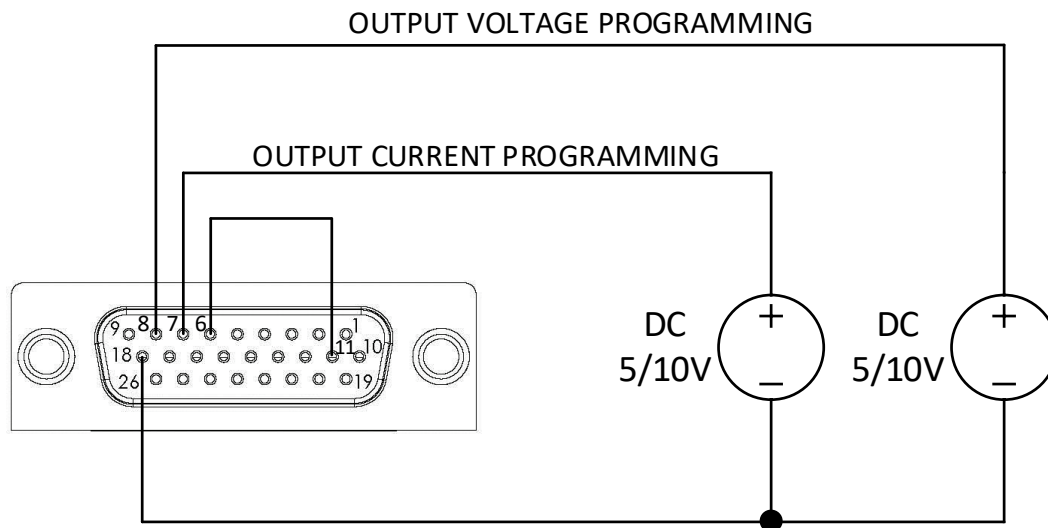 OUTPUT VOLTAGE PROGRAMMING
OUTPUT CURRENT PROGRAMMING
9 8 7 6 1
18 11 10
26 19
DC
5/10V
+
−
DC
5/10V
+
−